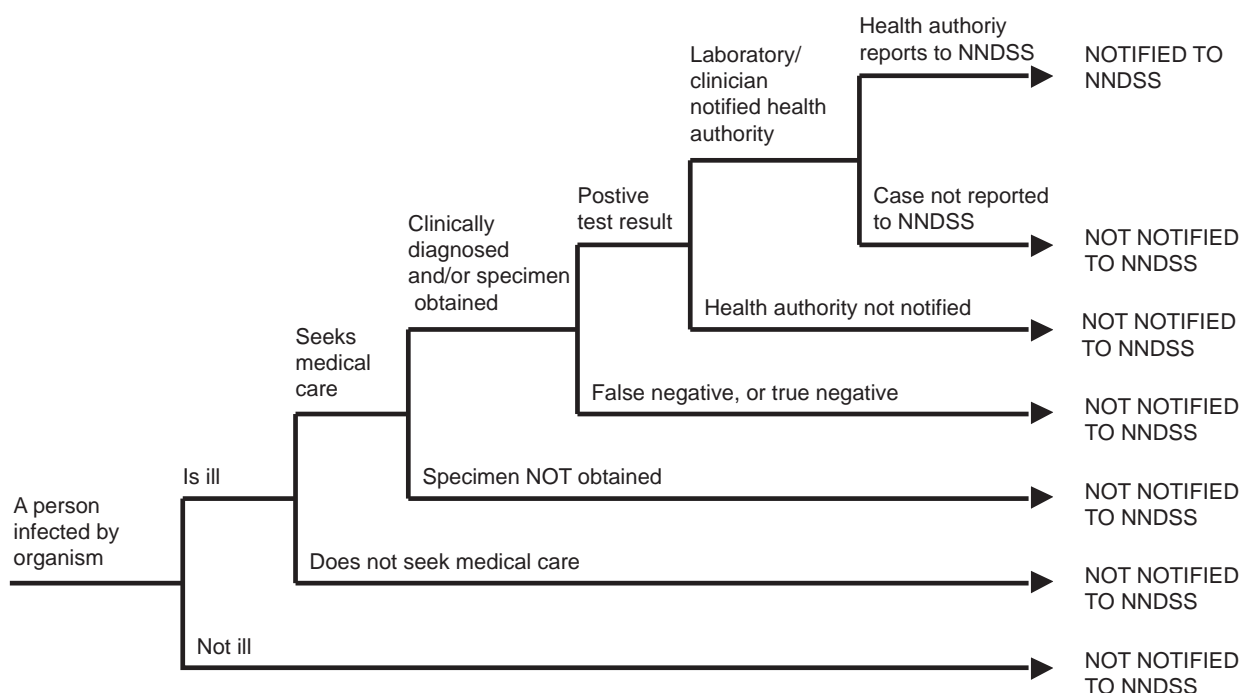 Health authoriy
reports to NNDSS
NOTIFIED TO
NNDSS
Laboratory/
clinician
notified health
authority
Case not reported
to NNDSS
NOT NOTIFIED
TO NNDSS
Postive
test result
Health authority not notified
NOT NOTIFIED
TO NNDSS
Clinically
diagnosed
and/or specimen
obtained
False negative, or true negative
NOT NOTIFIED
TO NNDSS
Seeks
medical
care
Specimen NOT obtained
NOT NOTIFIED
TO NNDSS
Is ill
Does not seek medical care
NOT NOTIFIED
TO NNDSS
A person
infected by
organism
Not ill
NOT NOTIFIED
TO NNDSS